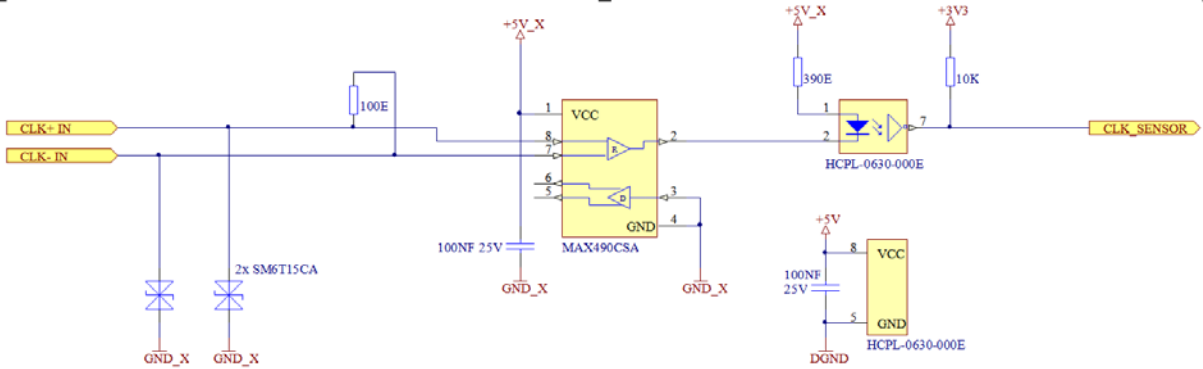 +5V_X
+5V_X
+3V3
390E
10K
100E
1
VCC
1
CLK+ IN
8
R
2
2
7
CLK_SENSOR
CLK- IN
7
HCPL-0630-000E
6
5
D
3
4
GND
+5V
100NF 25V
MAX490CSA
8
VCC
2x SM6T15CA
100NF
25V
GND_X
GND_X
5
GND
HCPL-0630-000E
GND_X
GND_X
DGND